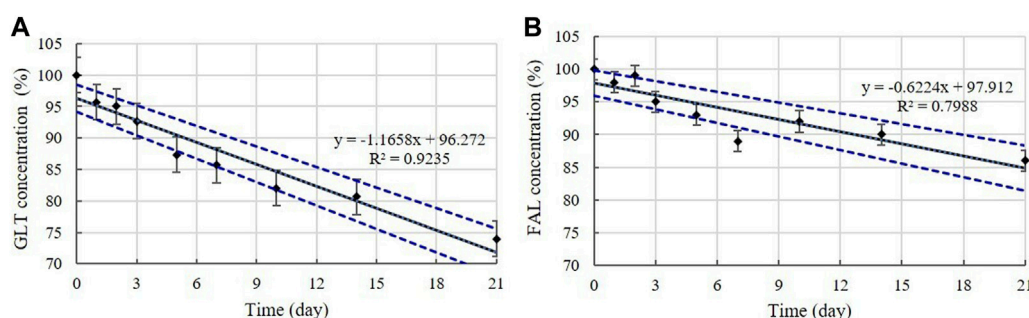 A
105
100
95
90
85
80
75
70
GLT concentration (%)
y = -1.1658x + 96.272
R² = 0.9235
0 3 6 9 12 15 18 21
Time (day)
B
105
100
95
90
85
80
75
70
FAL concentration (%)
y = -0.6224x + 97.912
R² = 0.7988
0 3 6 9 12 15 18 21
Time (day)